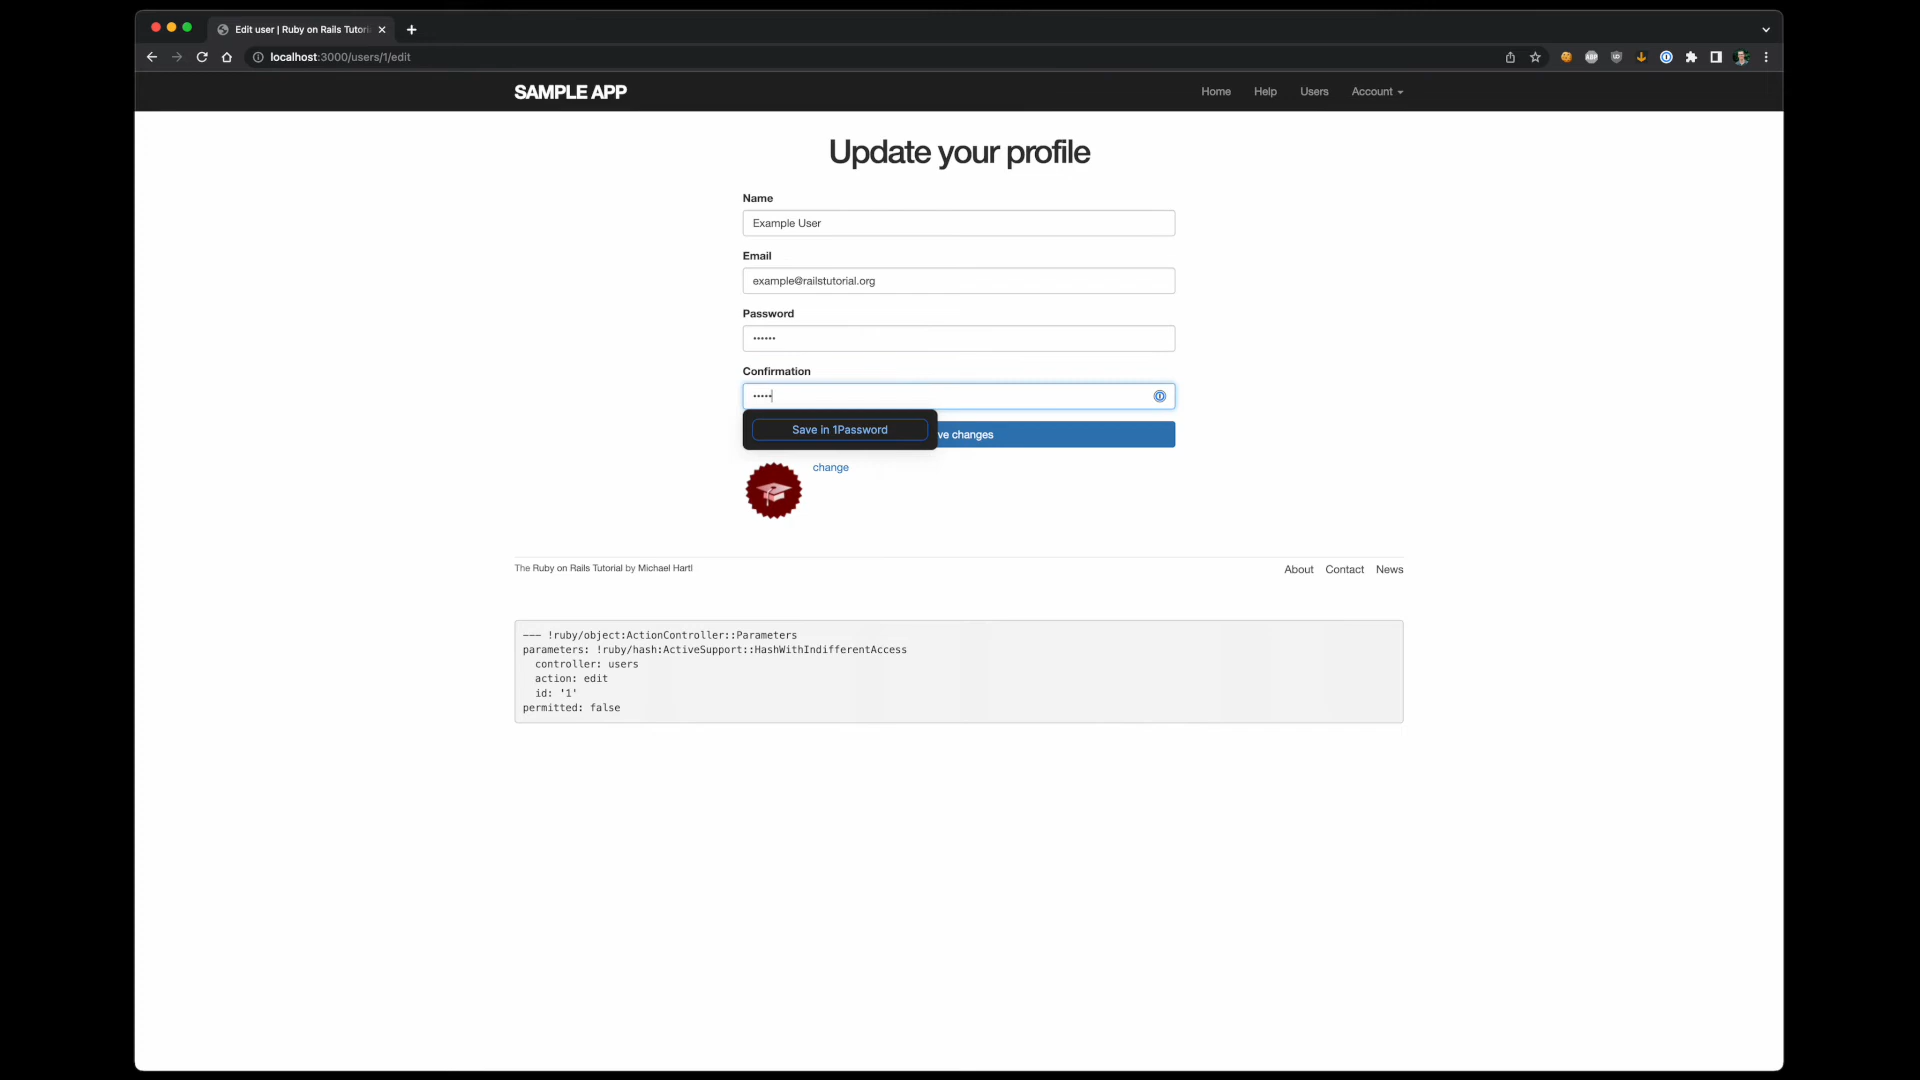 Edit user | Ruby on Rails Tutori
localhost:3000/users/1/edit
SAMPLE APP
Home Help Users Account
Update your profile
Name
Example User
Email
example@railstutorial.org
Password
••••••
Confirmation
•••••
Save in 1Password
ve changes
change
The Ruby on Rails Tutorial by Michael Hartl
About Contact News
--- !ruby/object:ActionController::Parameters
parameters: !ruby/hash:ActiveSupport::HashWithIndifferentAccess
  controller: users
  action: edit
  id: '1'
permitted: false